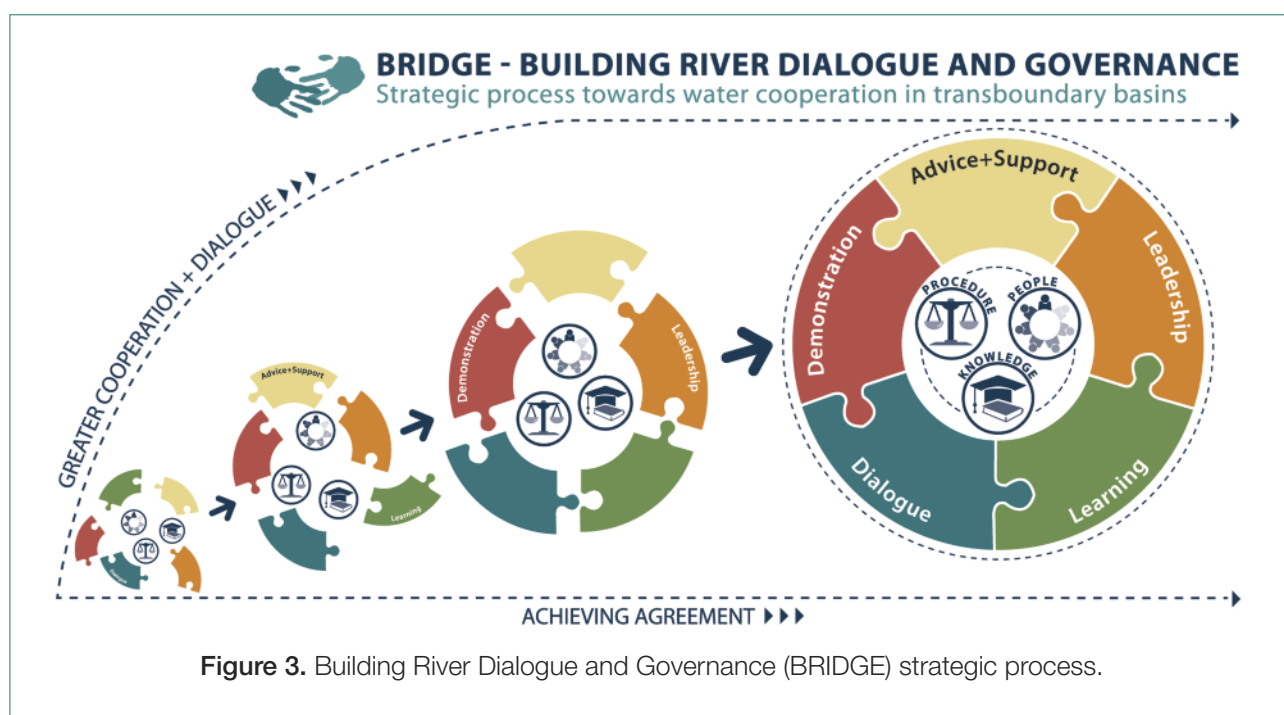 BRIDGE - BUILDING RIVER DIALOGUE AND GOVERNANCE
Strategic process towards water cooperation in transboundary basins
GREATER COOPERATION + DIALOGUE
Dialogue
Advice+Support
Learning
Demonstration
Leadership
Advice+Support
Demonstration
Leadership
Dialogue
Learning
PROCEDURE
PEOPLE
KNOWLEDGE
ACHIEVING AGREEMENT
Figure 3. Building River Dialogue and Governance (BRIDGE) strategic process.